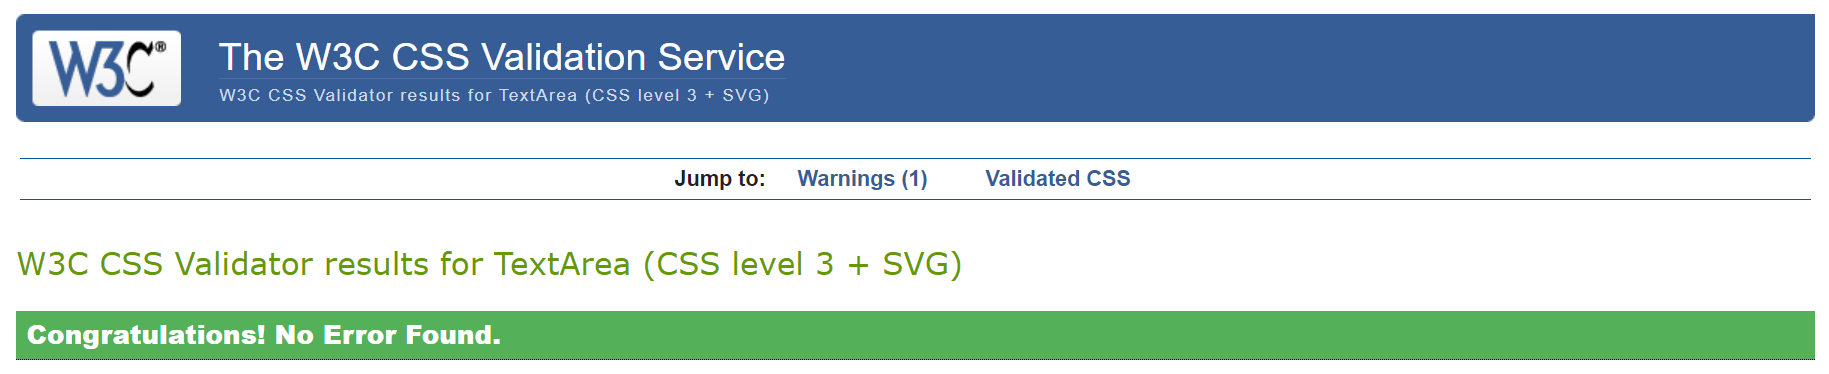 W3C®
The W3C CSS Validation Service
W3C CSS Validator results for TextArea (CSS level 3 + SVG)
Jump to: Warnings (1) Validated CSS
W3C CSS Validator results for TextArea (CSS level 3 + SVG)
Congratulations! No Error Found.